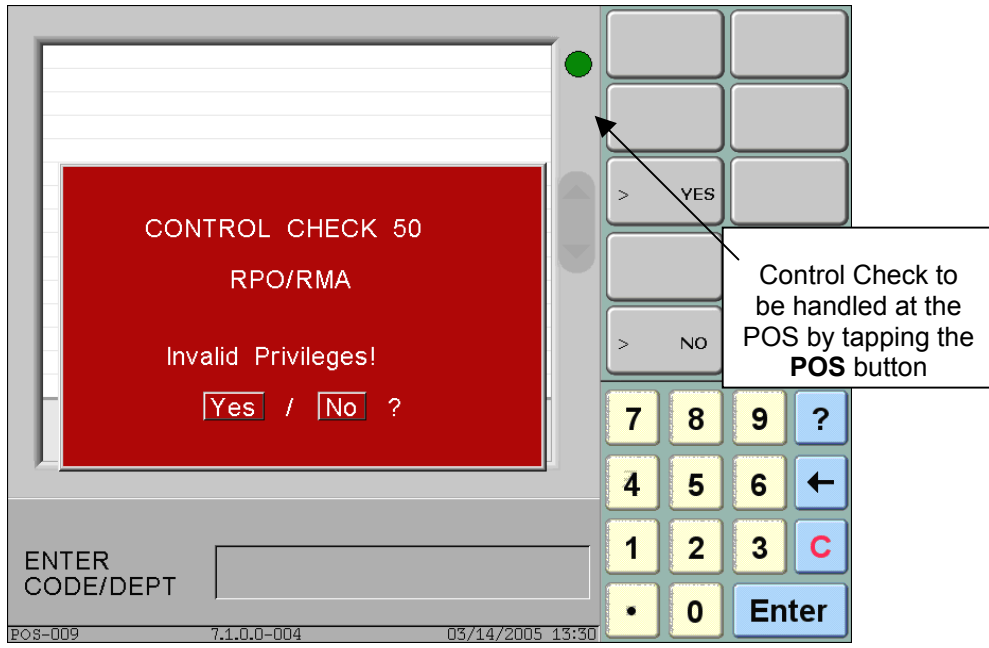 CONTROL CHECK 50
RPO/RMA
Invalid Privileges!
Yes / No ?
> YES
> NO
Control Check to
be handled at the
POS by tapping the
POS button
7 8 9 ?
4 5 6 ←
1 2 3 C
• 0 Enter
ENTER
CODE/DEPT
POS-009 7.1.0.0-004 03/14/2005 13:30